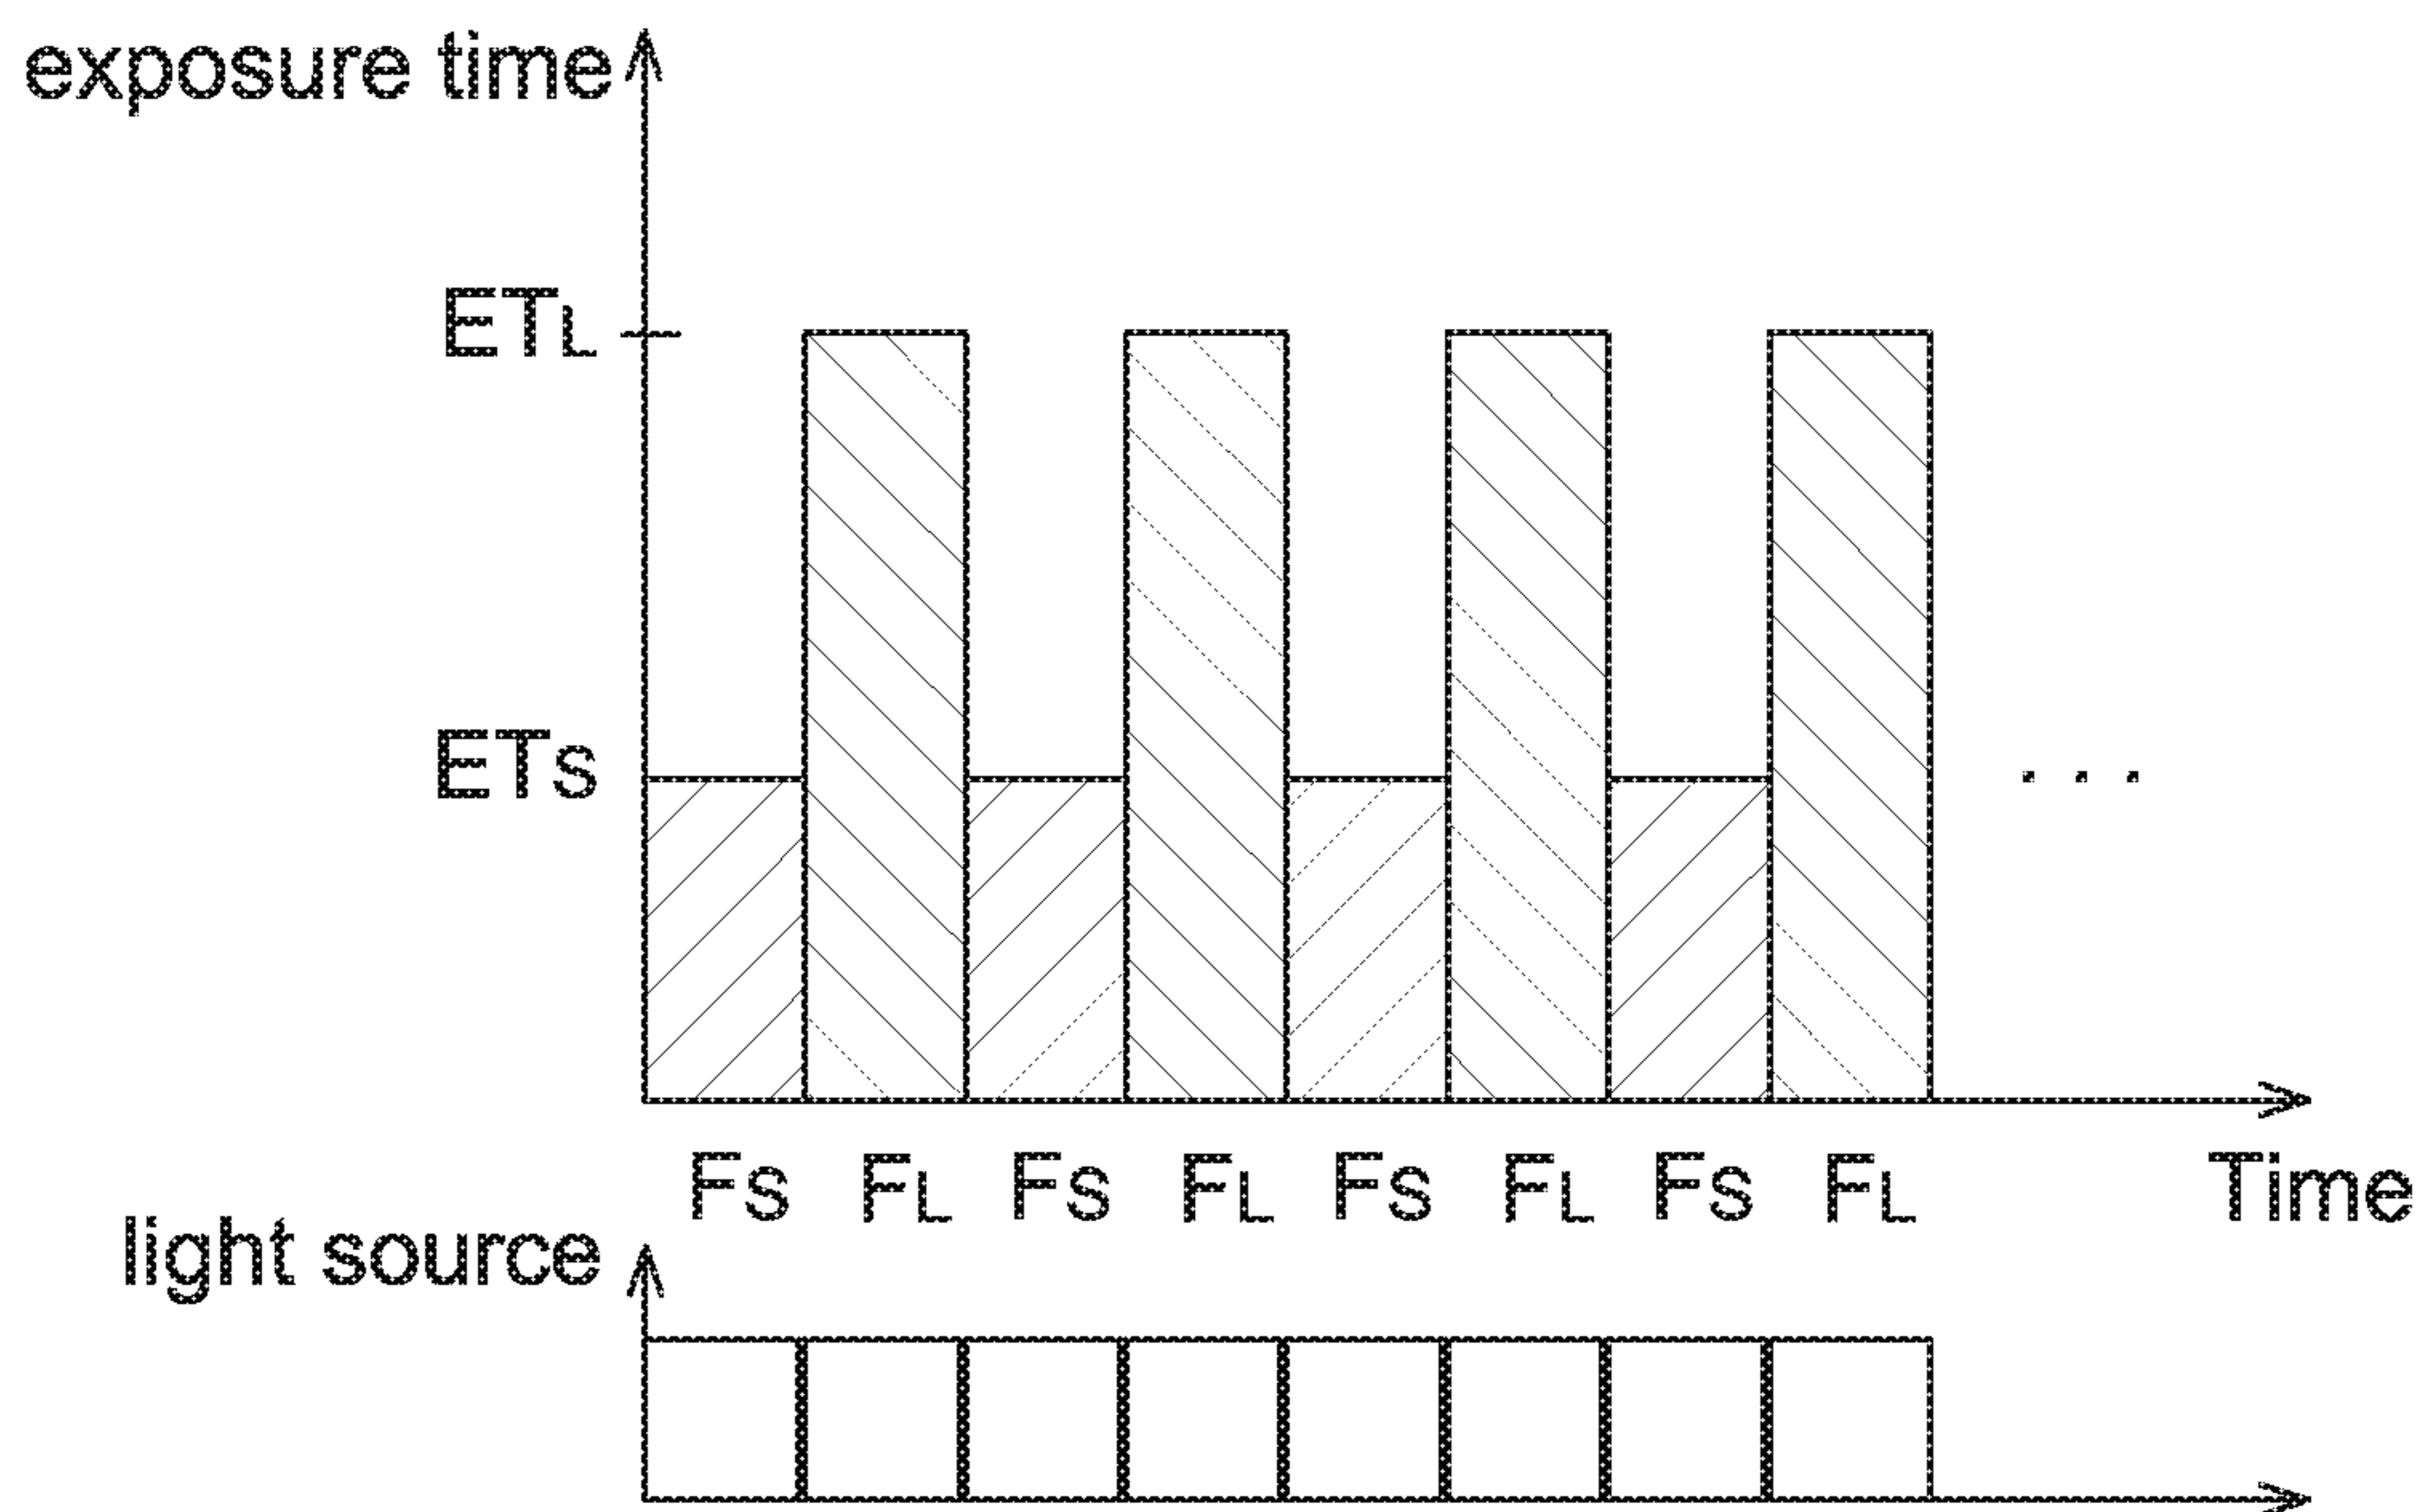 exposure time
ETL
ETS
. . .
FS FL FS FL FS FL FS FL Time
light source